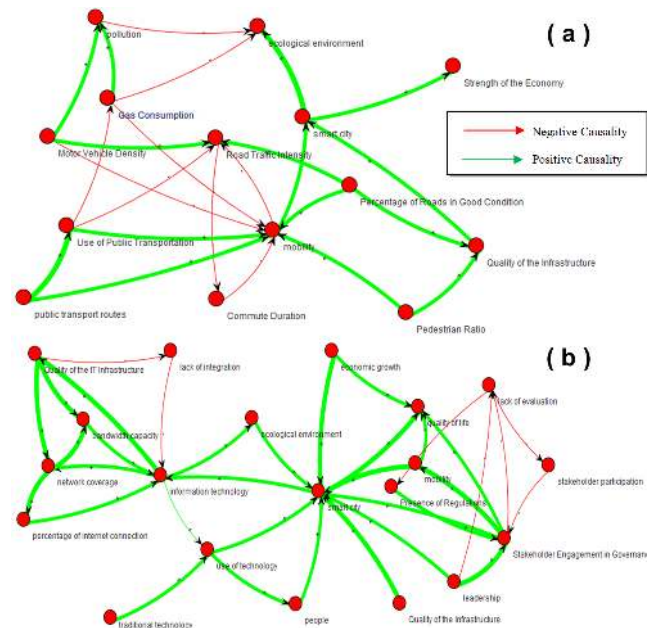 ( a )
pollution
ecological environment
Strength of the Economy
Gas Consumption
smart city
Negative Causality
Positive Causality
Motor Vehicle Density
Road Traffic Intensity
Percentage of Roads in Good Condition
Use of Public Transportation
mobility
Quality of the Infrastructure
public transport routes
Commute Duration
Pedestrian Ratio
( b )
Quality of the IT Infrastructure
lack of integration
economic growth
lack of evaluation
quality of life
bandwidth capacity
ecological environment
network coverage
information technology
mobility
stakeholder participation
Presence of Regulations
smart city
percentage of internet connection
Stakeholder Engagement in Governance
use of technology
leadership
traditional technology
people
Quality of the Infrastructure